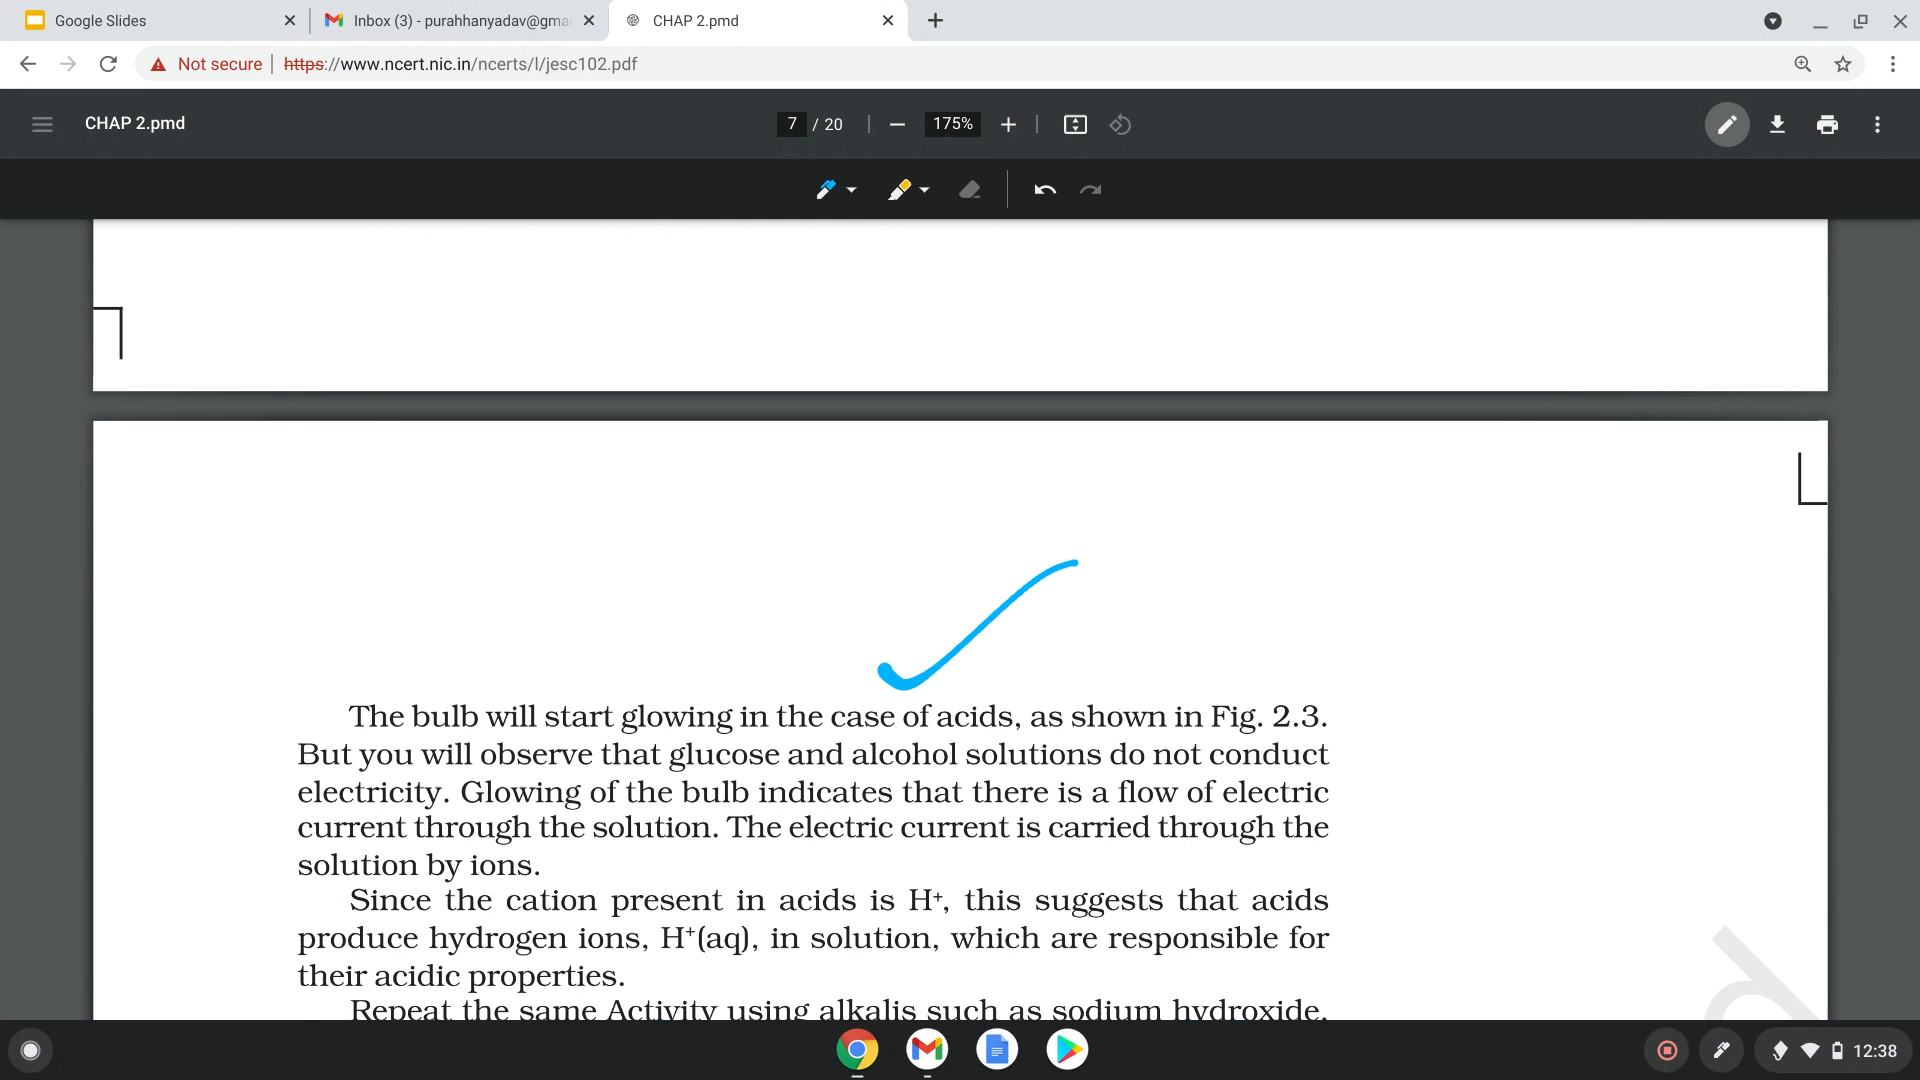 Google Slides
Inbox (3) - purahhanyadav@gma
CHAP 2.pmd
Not secure
https://www.ncert.nic.in/ncerts/l/jesc102.pdf
CHAP 2.pmd
7 / 20
175%
The bulb will start glowing in the case of acids, as shown in Fig. 2.3.
But you will observe that glucose and alcohol solutions do not conduct
electricity. Glowing of the bulb indicates that there is a flow of electric
current through the solution. The electric current is carried through the
solution by ions.
Since the cation present in acids is H⁺, this suggests that acids
produce hydrogen ions, H⁺(aq), in solution, which are responsible for
their acidic properties.
Repeat the same Activity using alkalis such as sodium hydroxide,
d
12:38